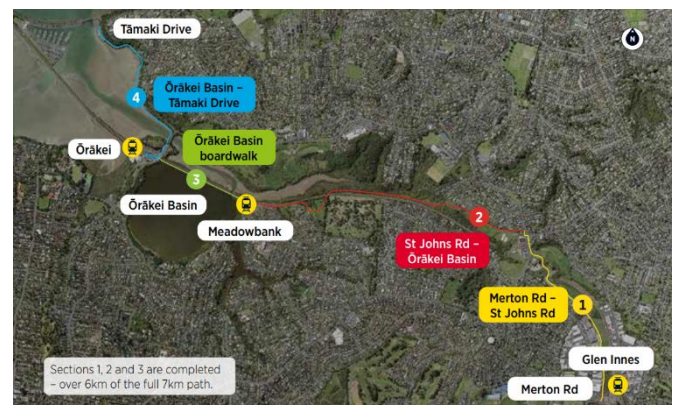 Tāmaki Drive
N
4
Ōrākei Basin –
Tāmaki Drive
Ōrākei
Ōrākei Basin
boardwalk
3
Ōrākei Basin
Meadowbank
2
St Johns Rd –
Ōrākei Basin
Merton Rd –
St Johns Rd
1
Glen Innes
Merton Rd
Sections 1, 2 and 3 are completed
– over 6km of the full 7km path.